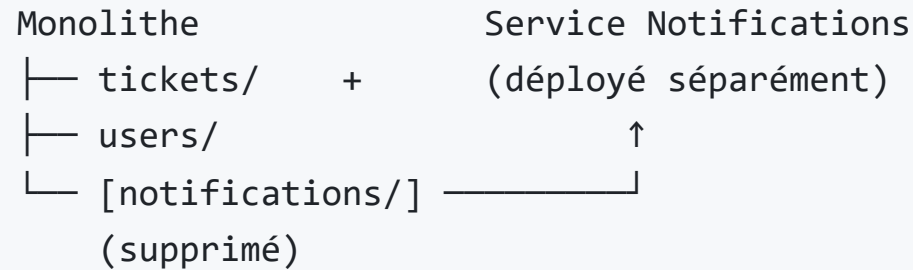 Monolithe                Service Notifications
├── tickets/    +        (déployé séparément)
├── users/                      ↑
└── [notifications/] ───────────┘
    (supprimé)